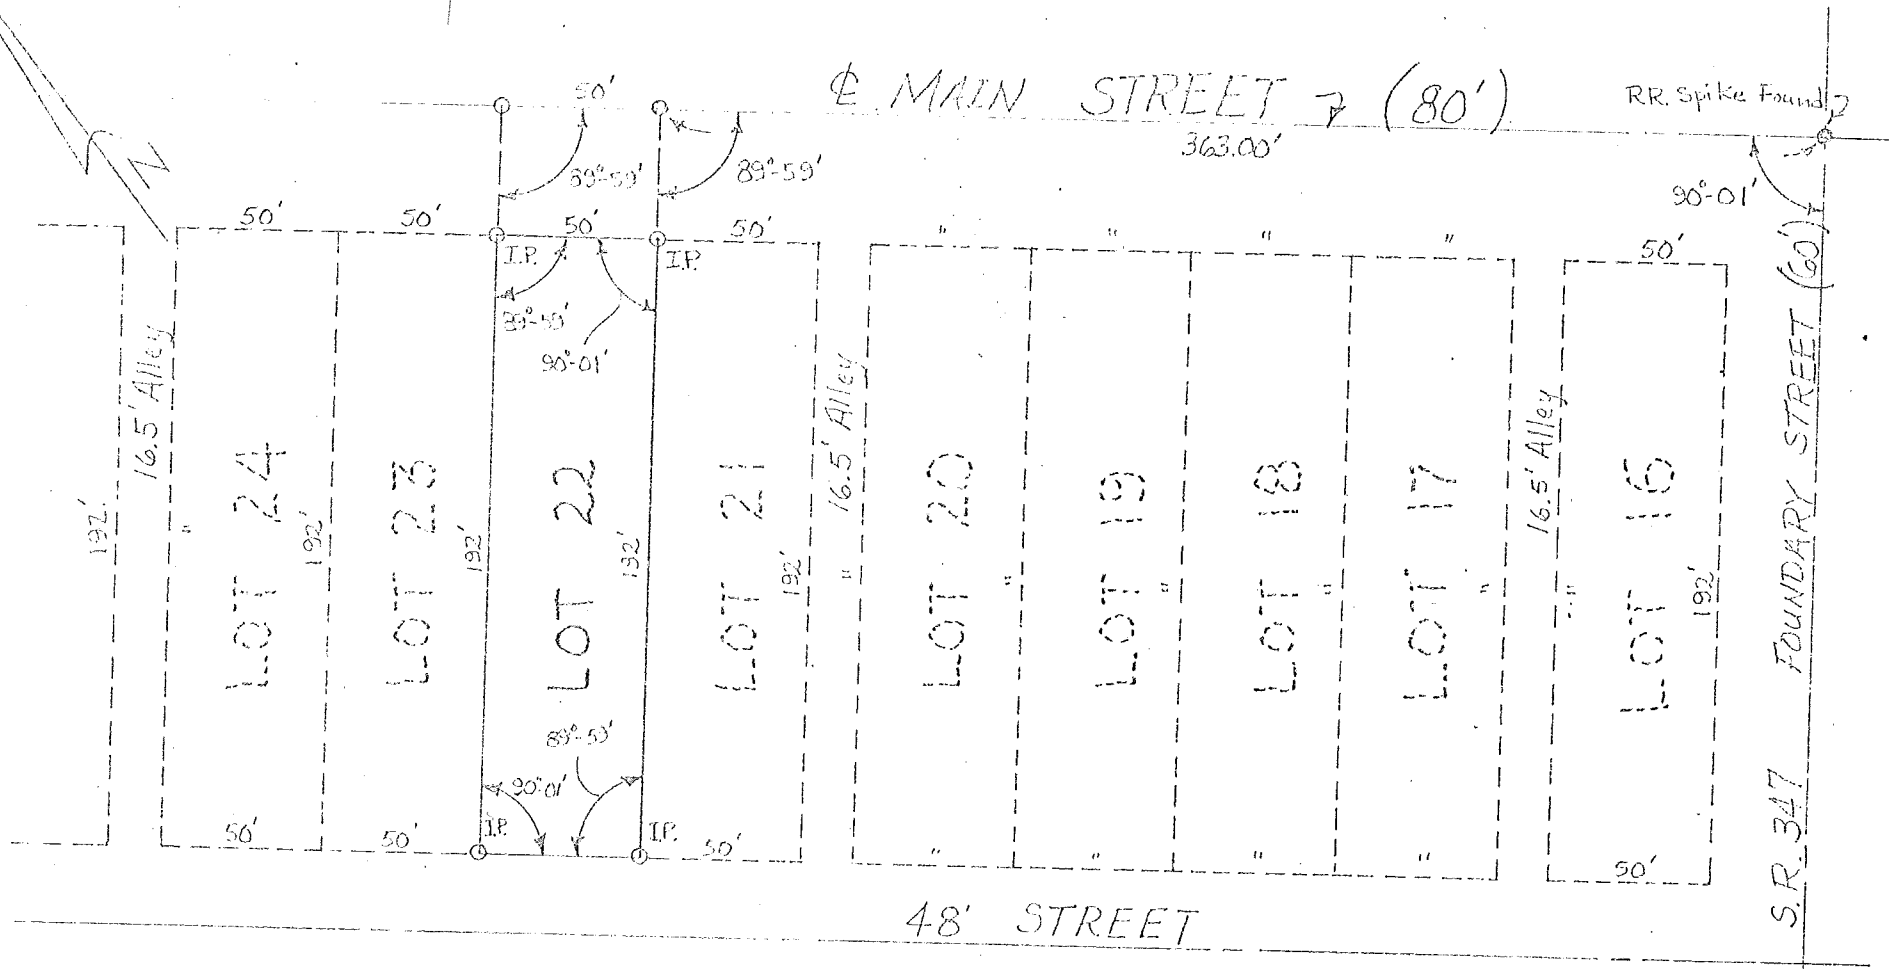 N
50'
℄ MAIN STREET (80')
RR. Spike Found
363.00'
89°-59'
89°-59'
90°-01'
50'
50'
50'
50'
"
"
"
"
50'
I.P.
I.P.
89°-59'
90°-01'
16.5' Alley
16.5' Alley
16.5' Alley
192'
"
192'
192'
192'
192'
"
"
"
"
"
"
192'
LOT 24
LOT 23
LOT 22
LOT 21
LOT 20
LOT 19
LOT 18
LOT 17
LOT 16
S.R. 347 FOUNDARY STREET (60')
89°-59'
90°-01'
I.P.
I.P.
50'
50'
50'
"
"
"
"
50'
48' STREET